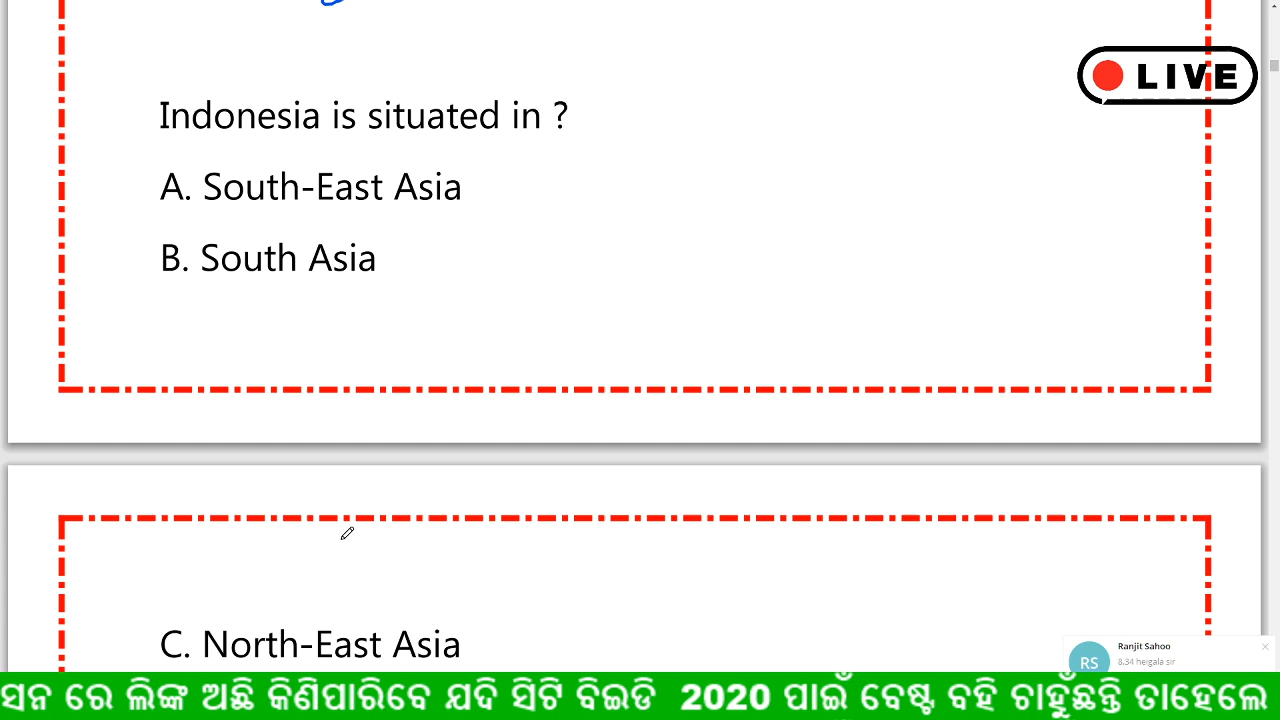 LIVE
Indonesia is situated in ?
A. South-East Asia
B. South Asia
C. North-East Asia
Ranjit Sahoo
RS
8.34 heigala sir
ସନ ରେ ଲିଙ୍କ ଅଛି କିଣିପାରିବେ ଯଦି ସିଟି ବିଇଡି 2020 ପାଇଁ ବେଷ୍ଟ ବହି ଚାହୁଁଛନ୍ତି ତାହେଲେ